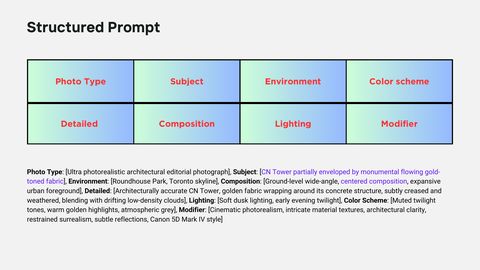 Structured Prompt
Photo Type
Subject
Environment
Color scheme
Detailed
Composition
Lighting
Modifier
Photo Type: [Ultra photorealistic architectural editorial photograph], Subject: [CN Tower partially enveloped by monumental flowing gold-
toned fabric], Environment: [Roundhouse Park, Toronto skyline], Composition: [Ground-level wide-angle, centered composition, expansive
urban foreground], Detailed: [Architecturally accurate CN Tower, golden fabric wrapping around its concrete structure, subtly creased and
weathered, blending with drifting low-density clouds], Lighting: [Soft dusk lighting, early evening twilight], Color Scheme: [Muted twilight
tones, warm golden highlights, atmospheric grey], Modifier: [Cinematic photorealism, intricate material textures, architectural clarity,
restrained surrealism, subtle reflections, Canon 5D Mark IV style]